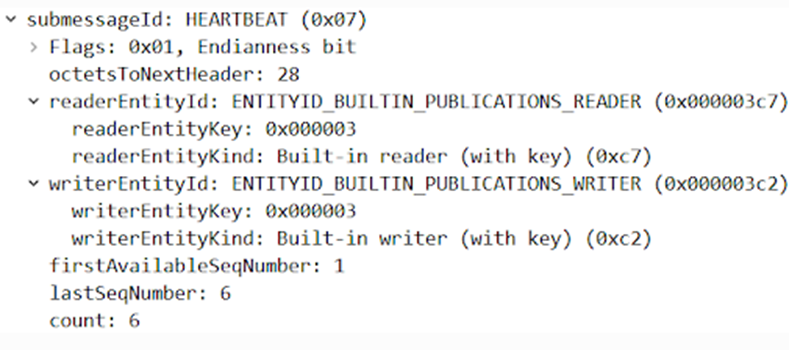 submessageId: HEARTBEAT (0x07)
Flags: 0x01, Endianness bit
octetsToNextHeader: 28
readerEntityId: ENTITYID_BUILTIN_PUBLICATIONS_READER (0x000003c7)
readerEntityKey: 0x000003
readerEntityKind: Built-in reader (with key) (0xc7)
writerEntityId: ENTITYID_BUILTIN_PUBLICATIONS_WRITER (0x000003c2)
writerEntityKey: 0x000003
writerEntityKind: Built-in writer (with key) (0xc2)
firstAvailableSeqNumber: 1
lastSeqNumber: 6
count: 6